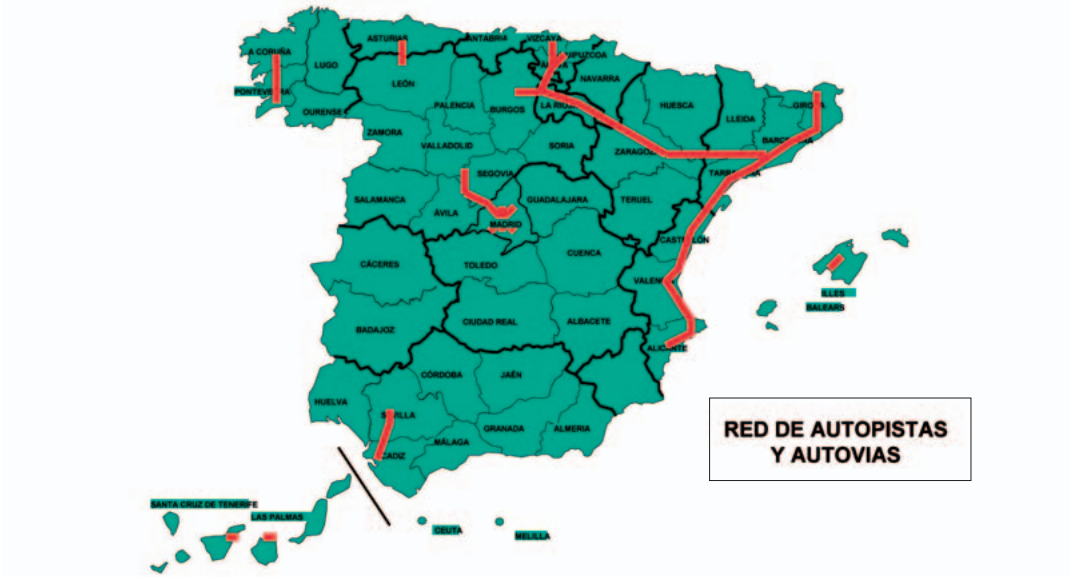 ASTURIAS
CANTABRIA
VIZCAYA
A CORUÑA
GUIPUZCOA
LUGO
NAVARRA
LEÓN
PONTEVEDRA
OURENSE
PALENCIA
BURGOS
LA RIOJA
HUESCA
GIRONA
LLEIDA
ZAMORA
VALLADOLID
SORIA
ZARAGOZA
BARCELONA
SEGOVIA
TARRAGONA
SALAMANCA
ÁVILA
GUADALAJARA
TERUEL
MADRID
CASTELLÓN
CÁCERES
TOLEDO
CUENCA
VALENCIA
ILLES
BALEARS
BADAJOZ
CIUDAD REAL
ALBACETE
ALICANTE
CÓRDOBA
JAÉN
HUELVA
SEVILLA
GRANADA
ALMERIA
MÁLAGA
CADIZ
RED DE AUTOPISTAS
Y AUTOVIAS
SANTA CRUZ DE TENERIFE
LAS PALMAS
CEUTA
MELILLA